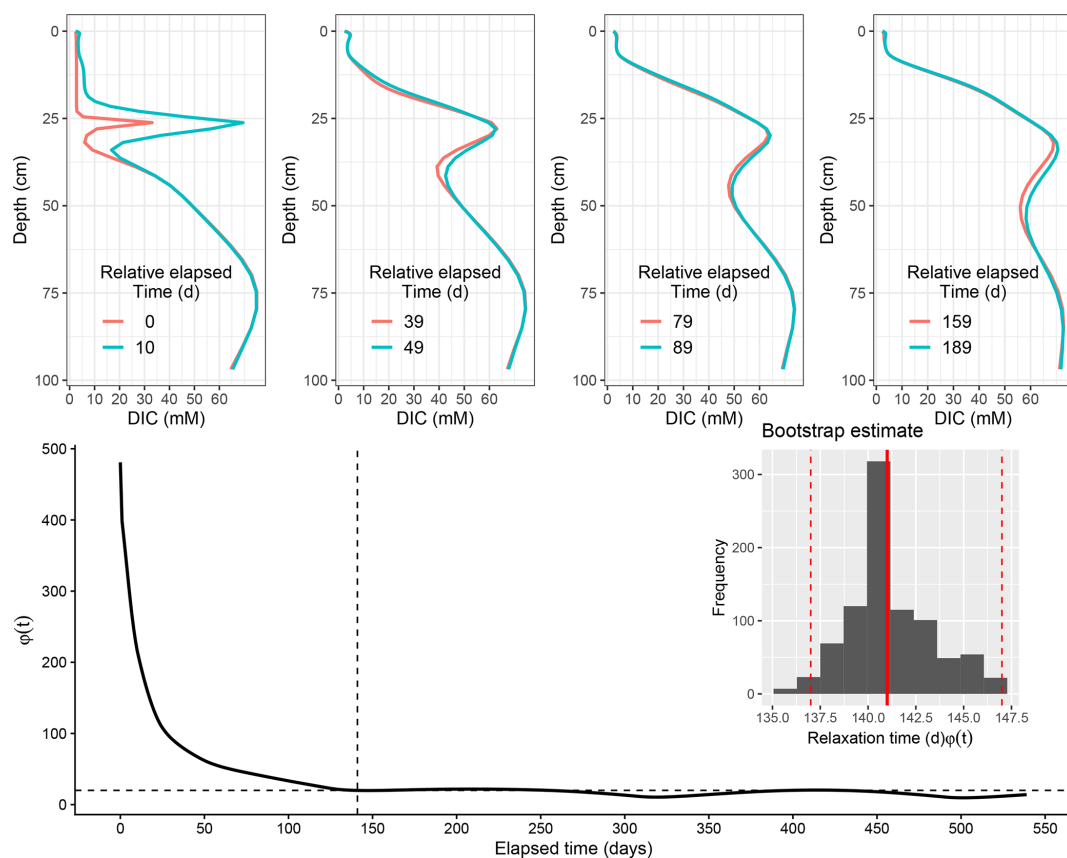 0
25
50
75
100
Depth (cm)
Relative elapsed
Time (d)
0
10
0 10 20 30 40 50 60
DIC (mM)
0
25
50
75
100
Depth (cm)
Relative elapsed
Time (d)
39
49
0 10 20 30 40 50 60
DIC (mM)
0
25
50
75
100
Depth (cm)
Relative elapsed
Time (d)
79
89
0 10 20 30 40 50 60
DIC (mM)
0
25
50
75
100
Depth (cm)
Relative elapsed
Time (d)
159
189
0 10 20 30 40 50 60
DIC (mM)
500
400
300
200
100
0
φ(t)
0 50 100 150 200 250 300 350 400 450 500 550
Elapsed time (days)
Bootstrap estimate
300
200
100
0
Frequency
135.0 137.5 140.0 142.5 145.0 147.5
Relaxation time (d)φ(t)